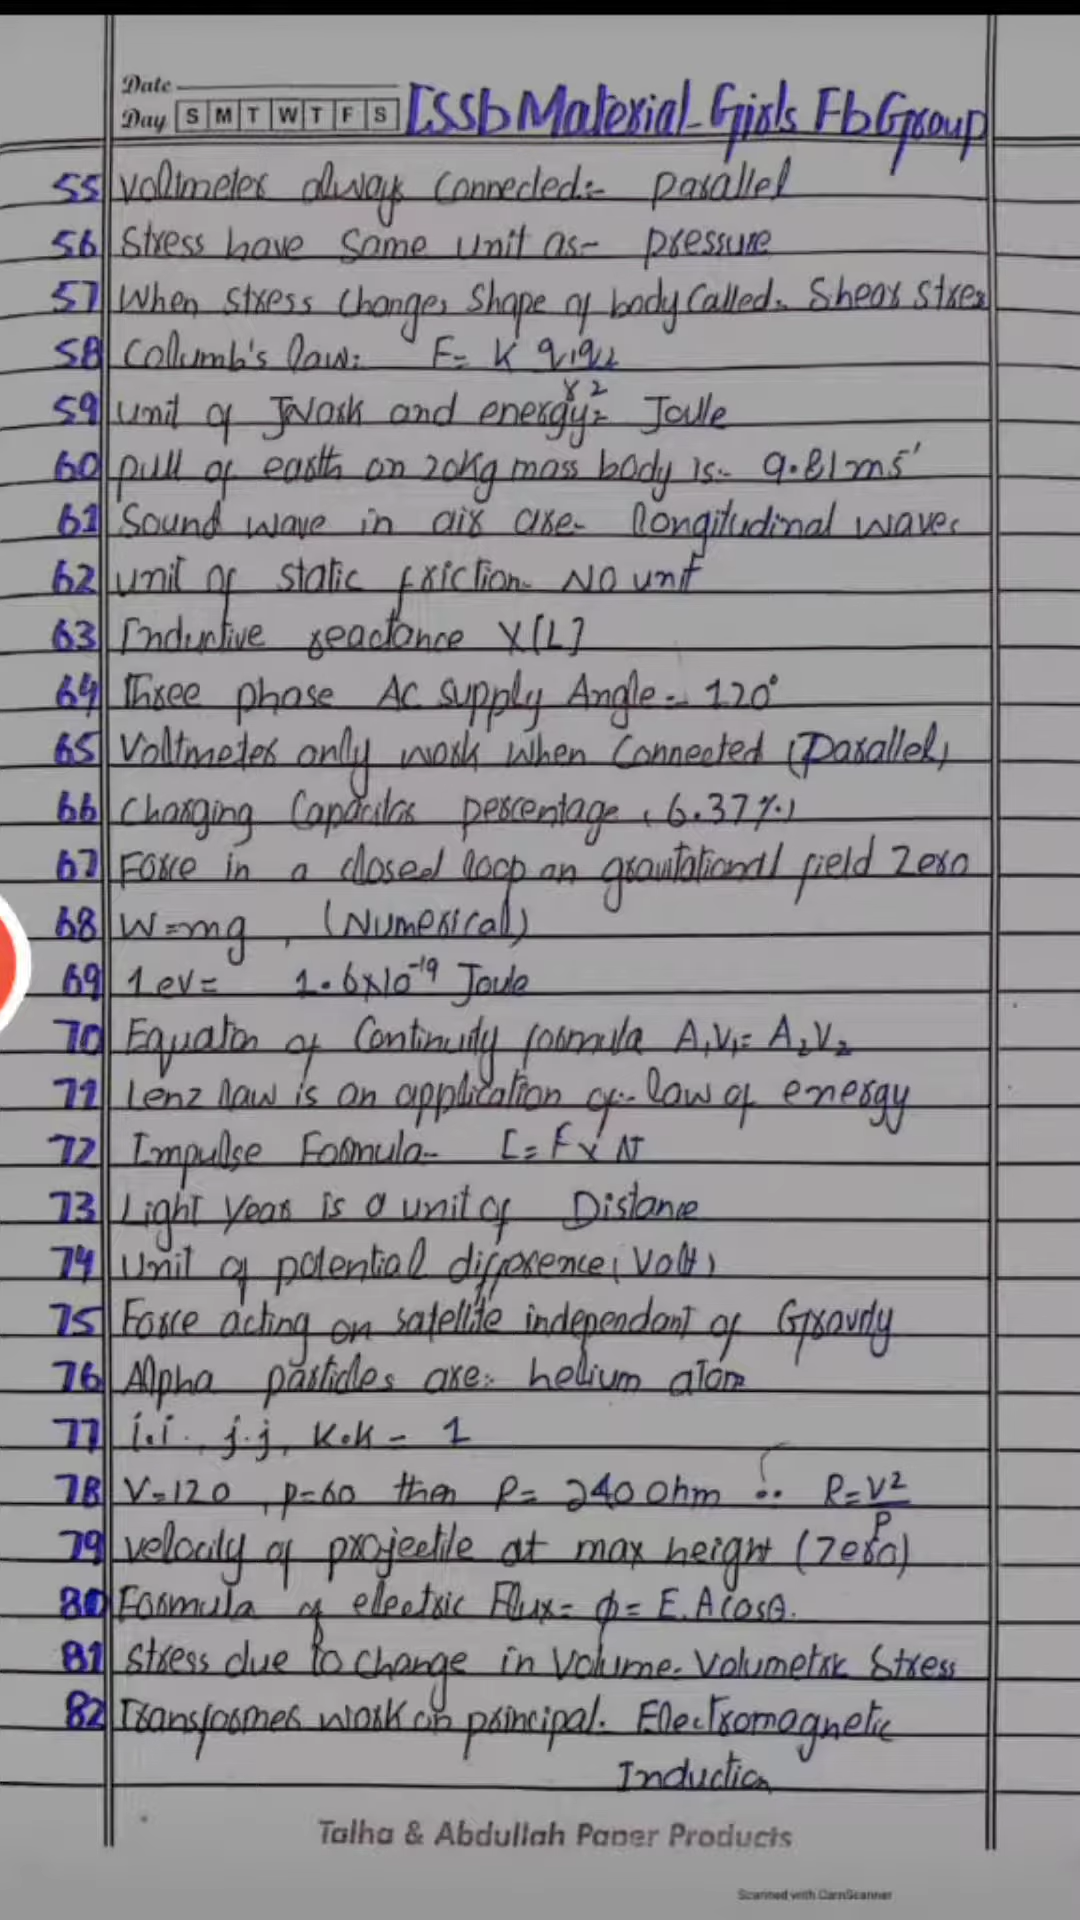 Date
Day S M T W T F S Issb Material Girls Fb Group
55 Voltmeter always connected:- parallel
56 Stress have Same unit as- pressure
57 When stress changes Shape of body Called- Shear Stres
58 Columb's law: F= K q1q2
r2
59 unit of Work and energy= Joule
60 pull of earth on 20Kg mass body is:- 9.81ms'
61 Sound wave in air are- longitudinal waves
62 unit of static friction- NO unit
63 Inductive reactance X[L]
64 Three phase AC supply Angle:- 120°
65 Voltmeter only work when Connected (Parallel)
66 Charging Capacitor percentage (6.37%)
67 Force in a closed loop on gravitational field Zero
68 W=mg, (Numerical)
69 1ev= 1.6x10-19 Joule
70 Equation of Continuity formula A1V1= A2V2
71 Lenz law is an application of- law of energy
72 Impulse Formula- I= F x
73 Light year is a unit of Distance
74 Unit of potential difference (Volt)
75 Force acting on satellite independant of Gravity
76 Alpha particles are:- helium atom
77 i.i, j.j, K.K = 1
78 V=120, P=60 then R= 240 Ohm ∴ R=V2
P
79 velocity of projectile at max height (Zero)
80 Formula of electric Flux= φ= E.A Cosθ.
81 stress due to change in Volume- Volumetric Stress
82 Transformer work on principal- Electromagnetic
Induction
Talha & Abdullah Paper Products
Scanned with CamScanner